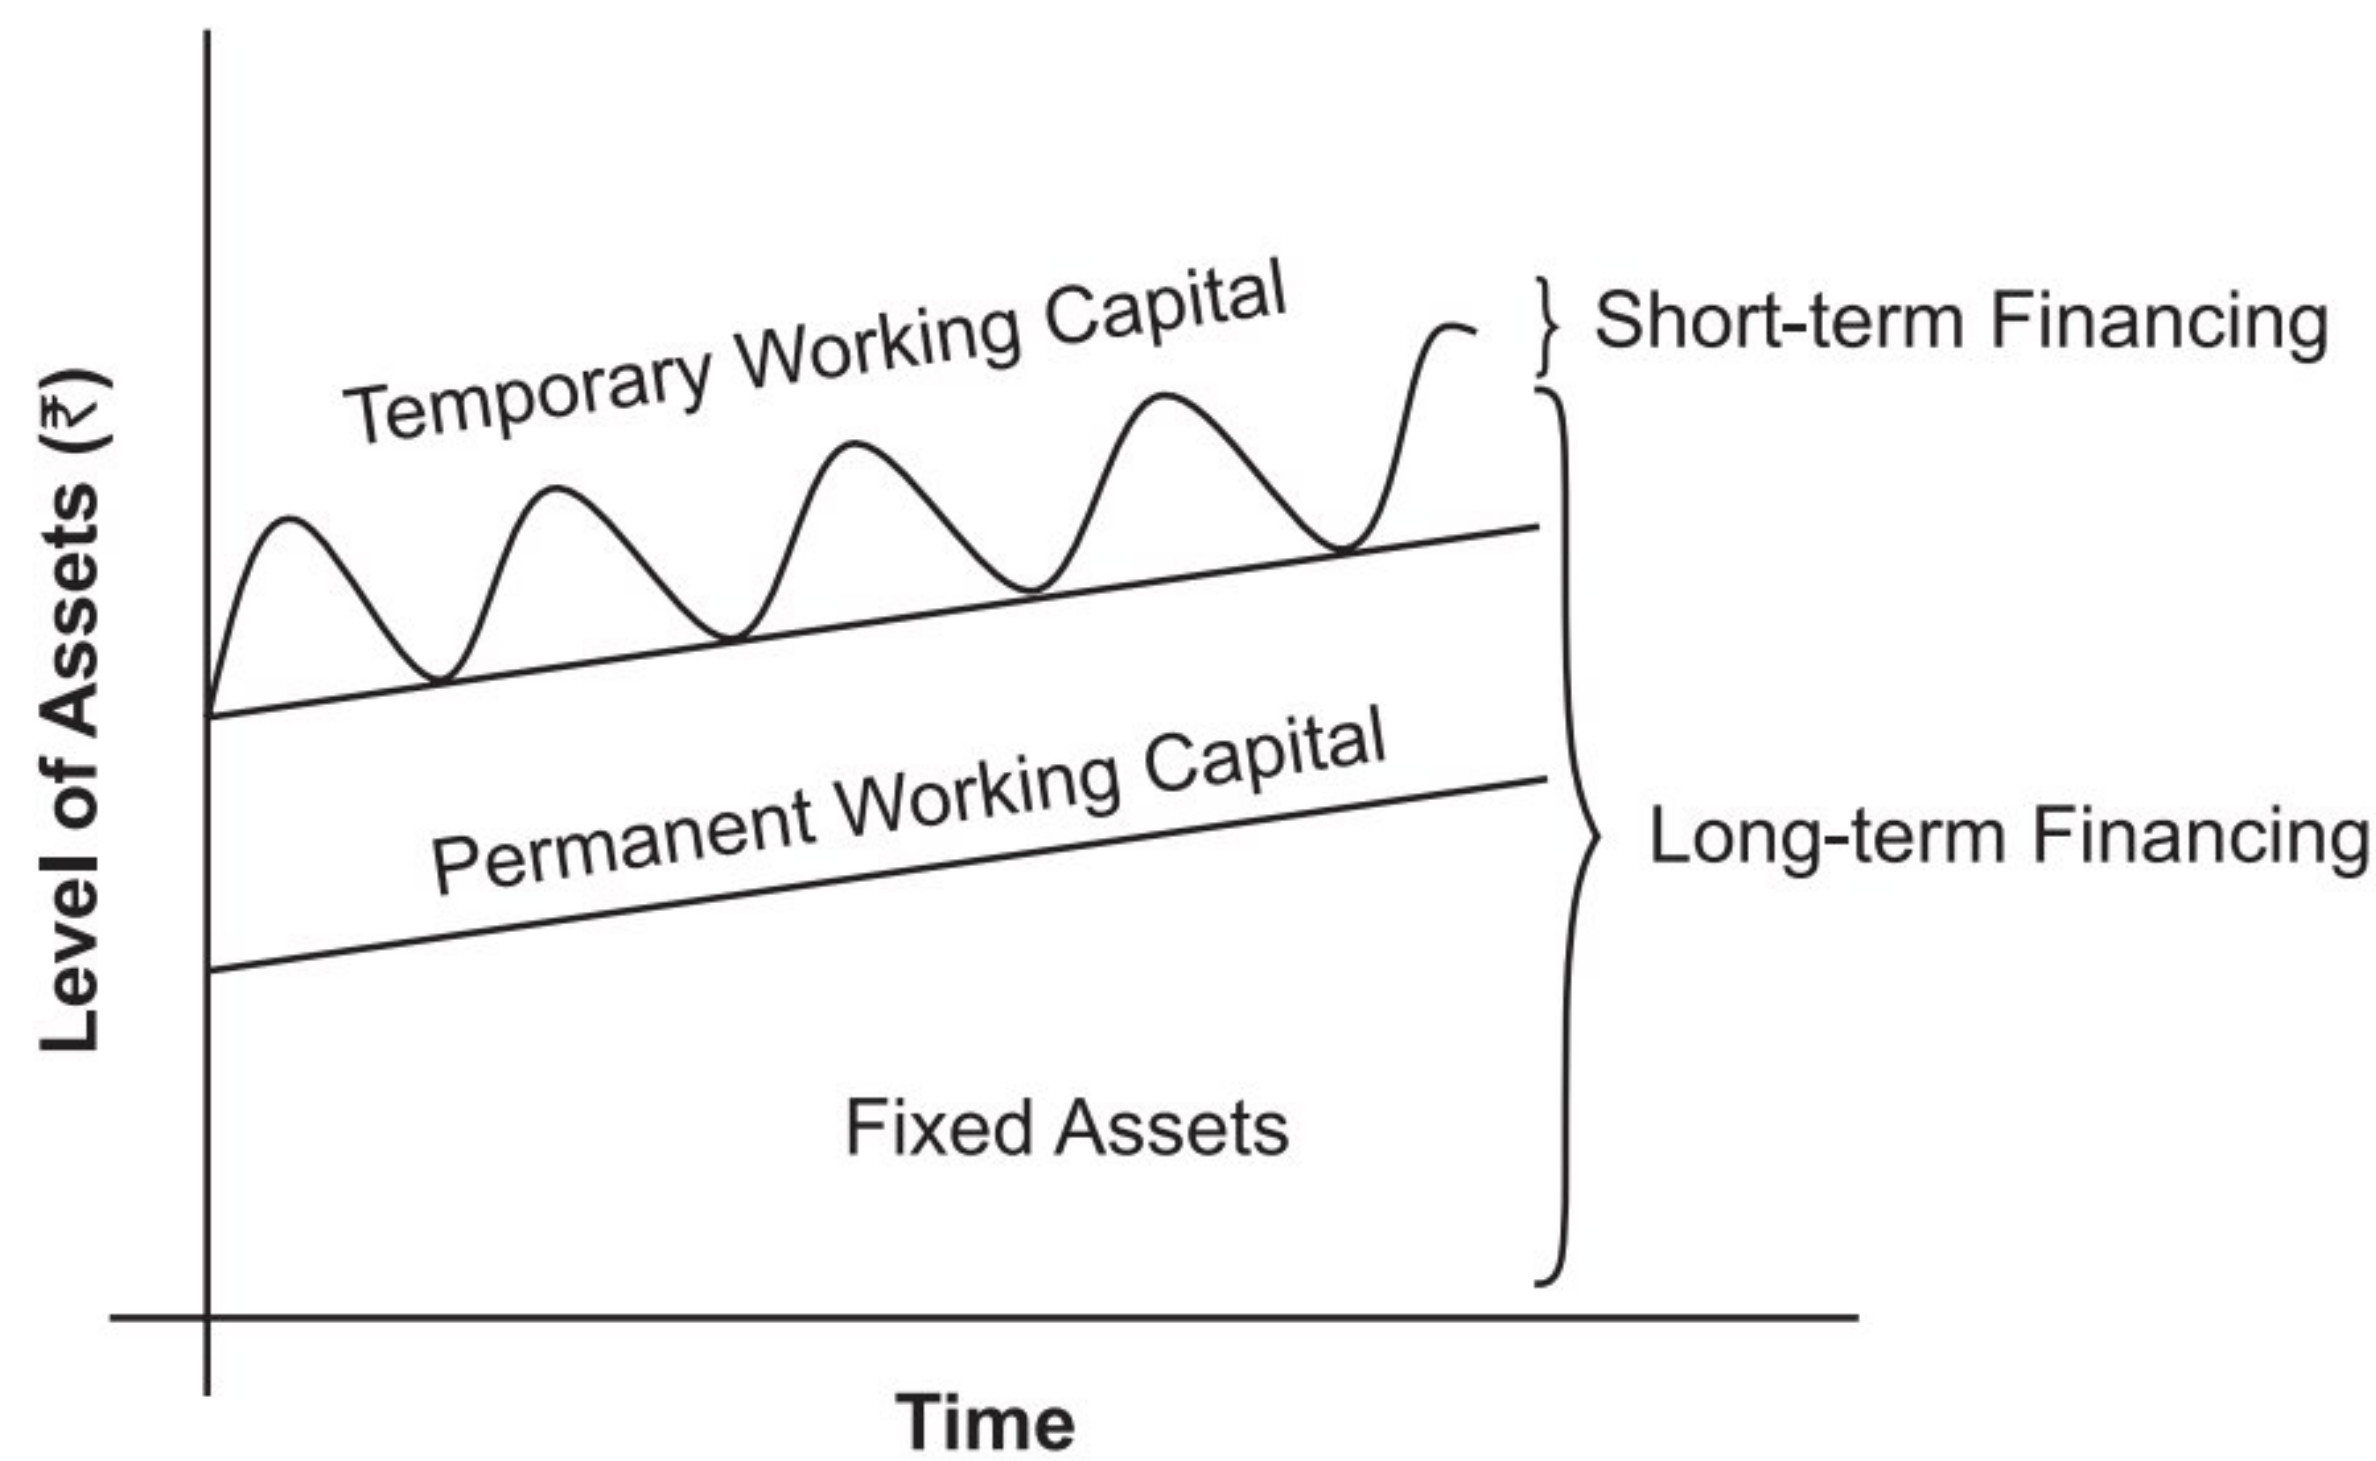 Level of Assets (₹)
Temporary Working Capital
Short-term Financing
Permanent Working Capital
Long-term Financing
Fixed Assets
Time